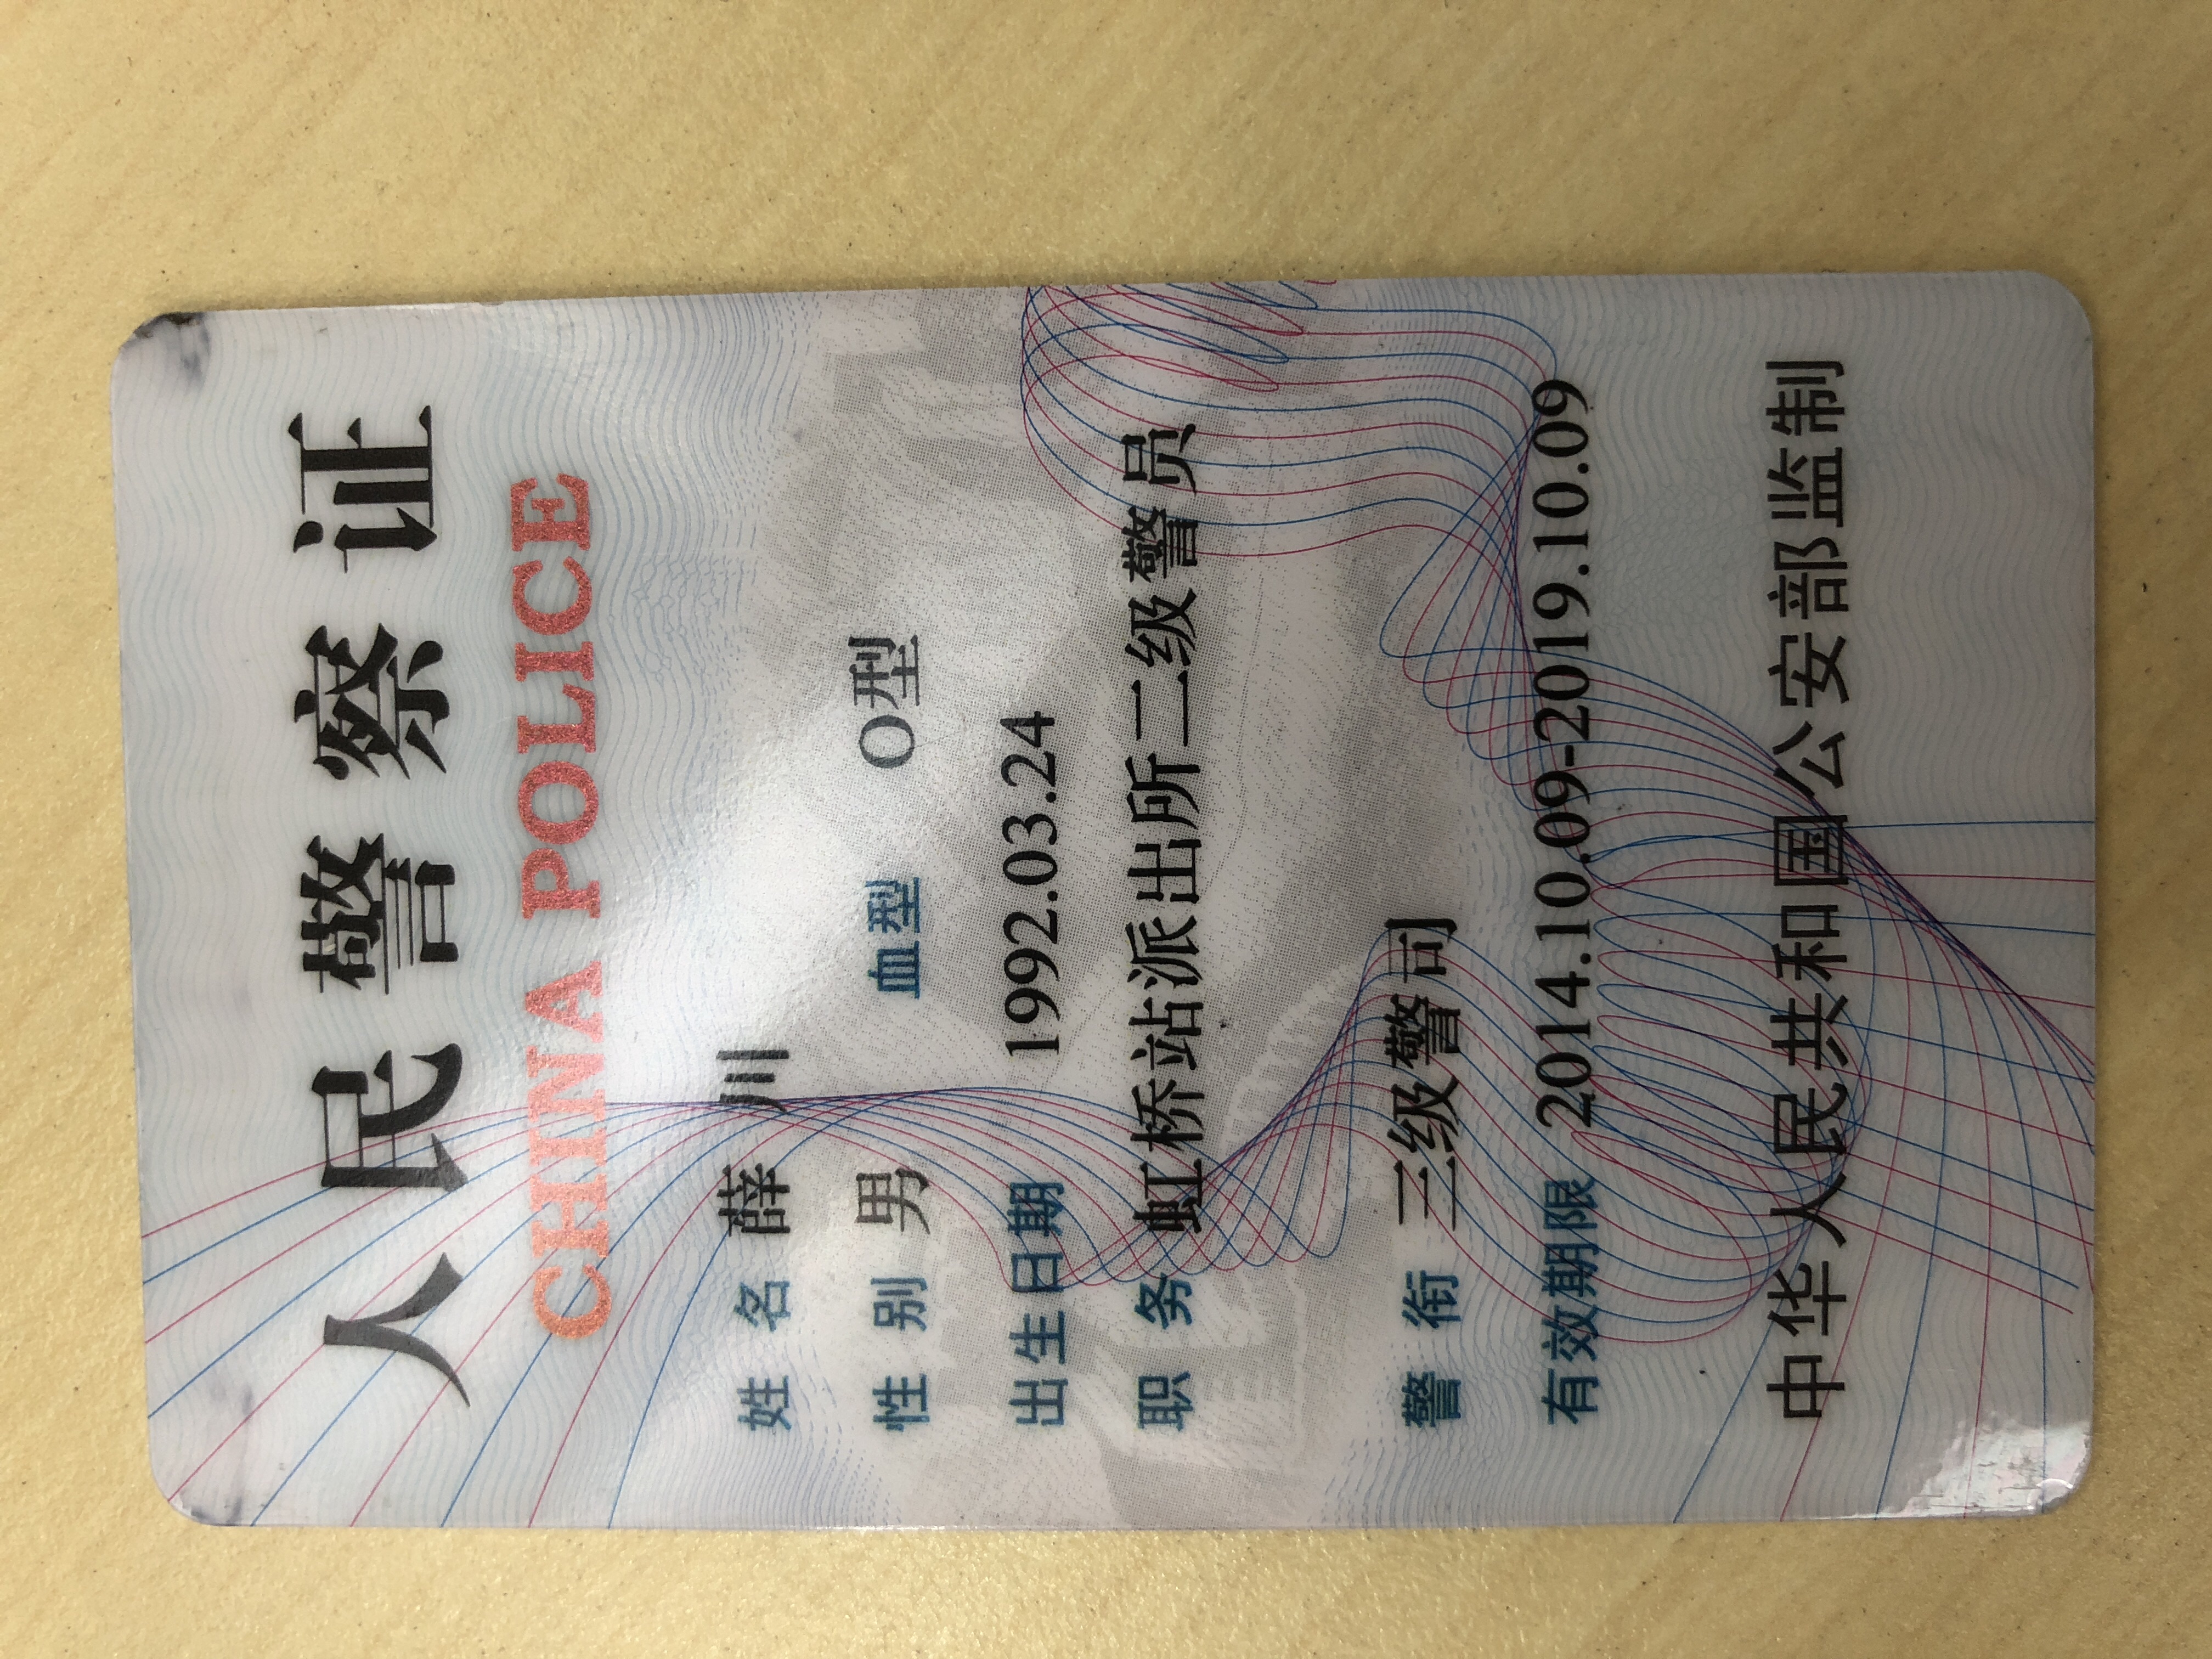 人民警察证
CHINA POLICE
姓 名 薛 川
性 别 男 血型 O型
出生日期 1992.03.24
职 务 虹桥站派出所二级警员
警 衔 三级警司
有效期限 2014.10.09-2019.10.09
中华人民共和国公安部监制